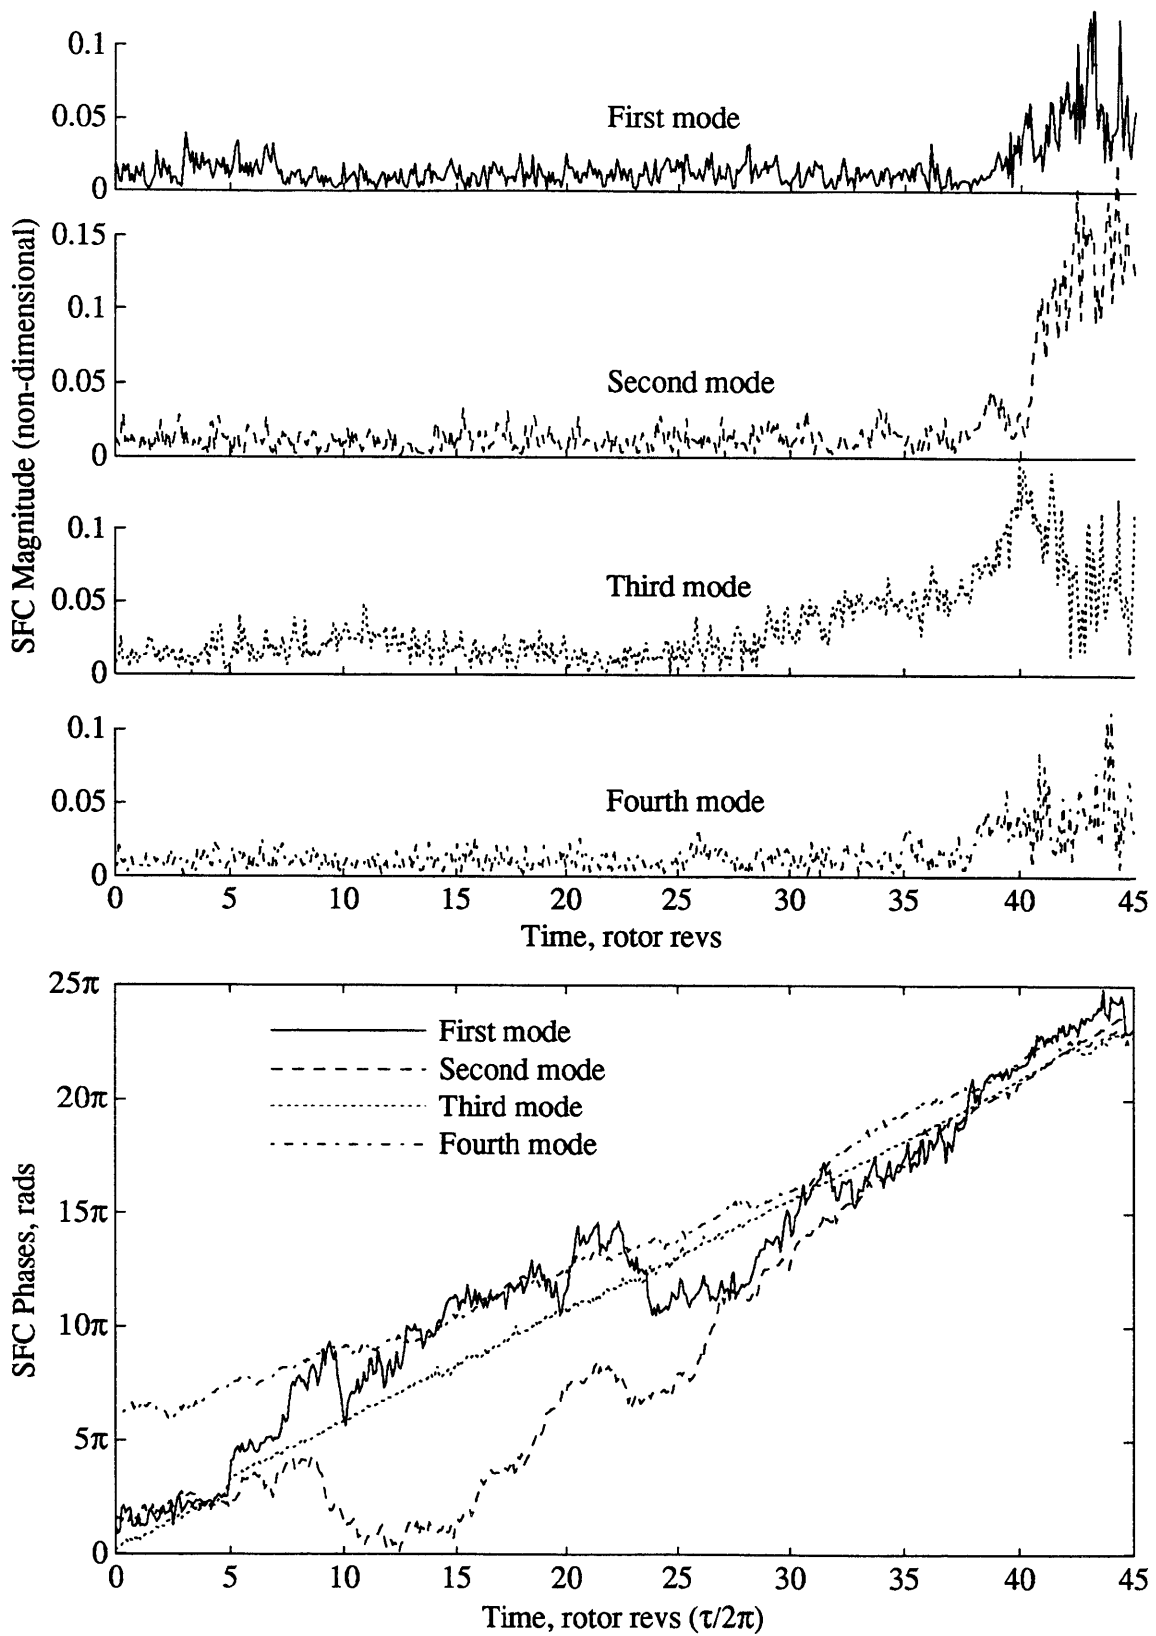 0.1
0.05
0
First mode
0.15
0.1
0.05
0
Second mode
SFC Magnitude (non-dimensional)
0.1
0.05
0
Third mode
0.1
0.05
0
Fourth mode
0 5 10 15 20 25 30 35 40 45
Time, rotor revs
25π
20π
15π
10π
5π
0
SFC Phases, rads
First mode
Second mode
Third mode
Fourth mode
0 5 10 15 20 25 30 35 40 45
Time, rotor revs (τ/2π)